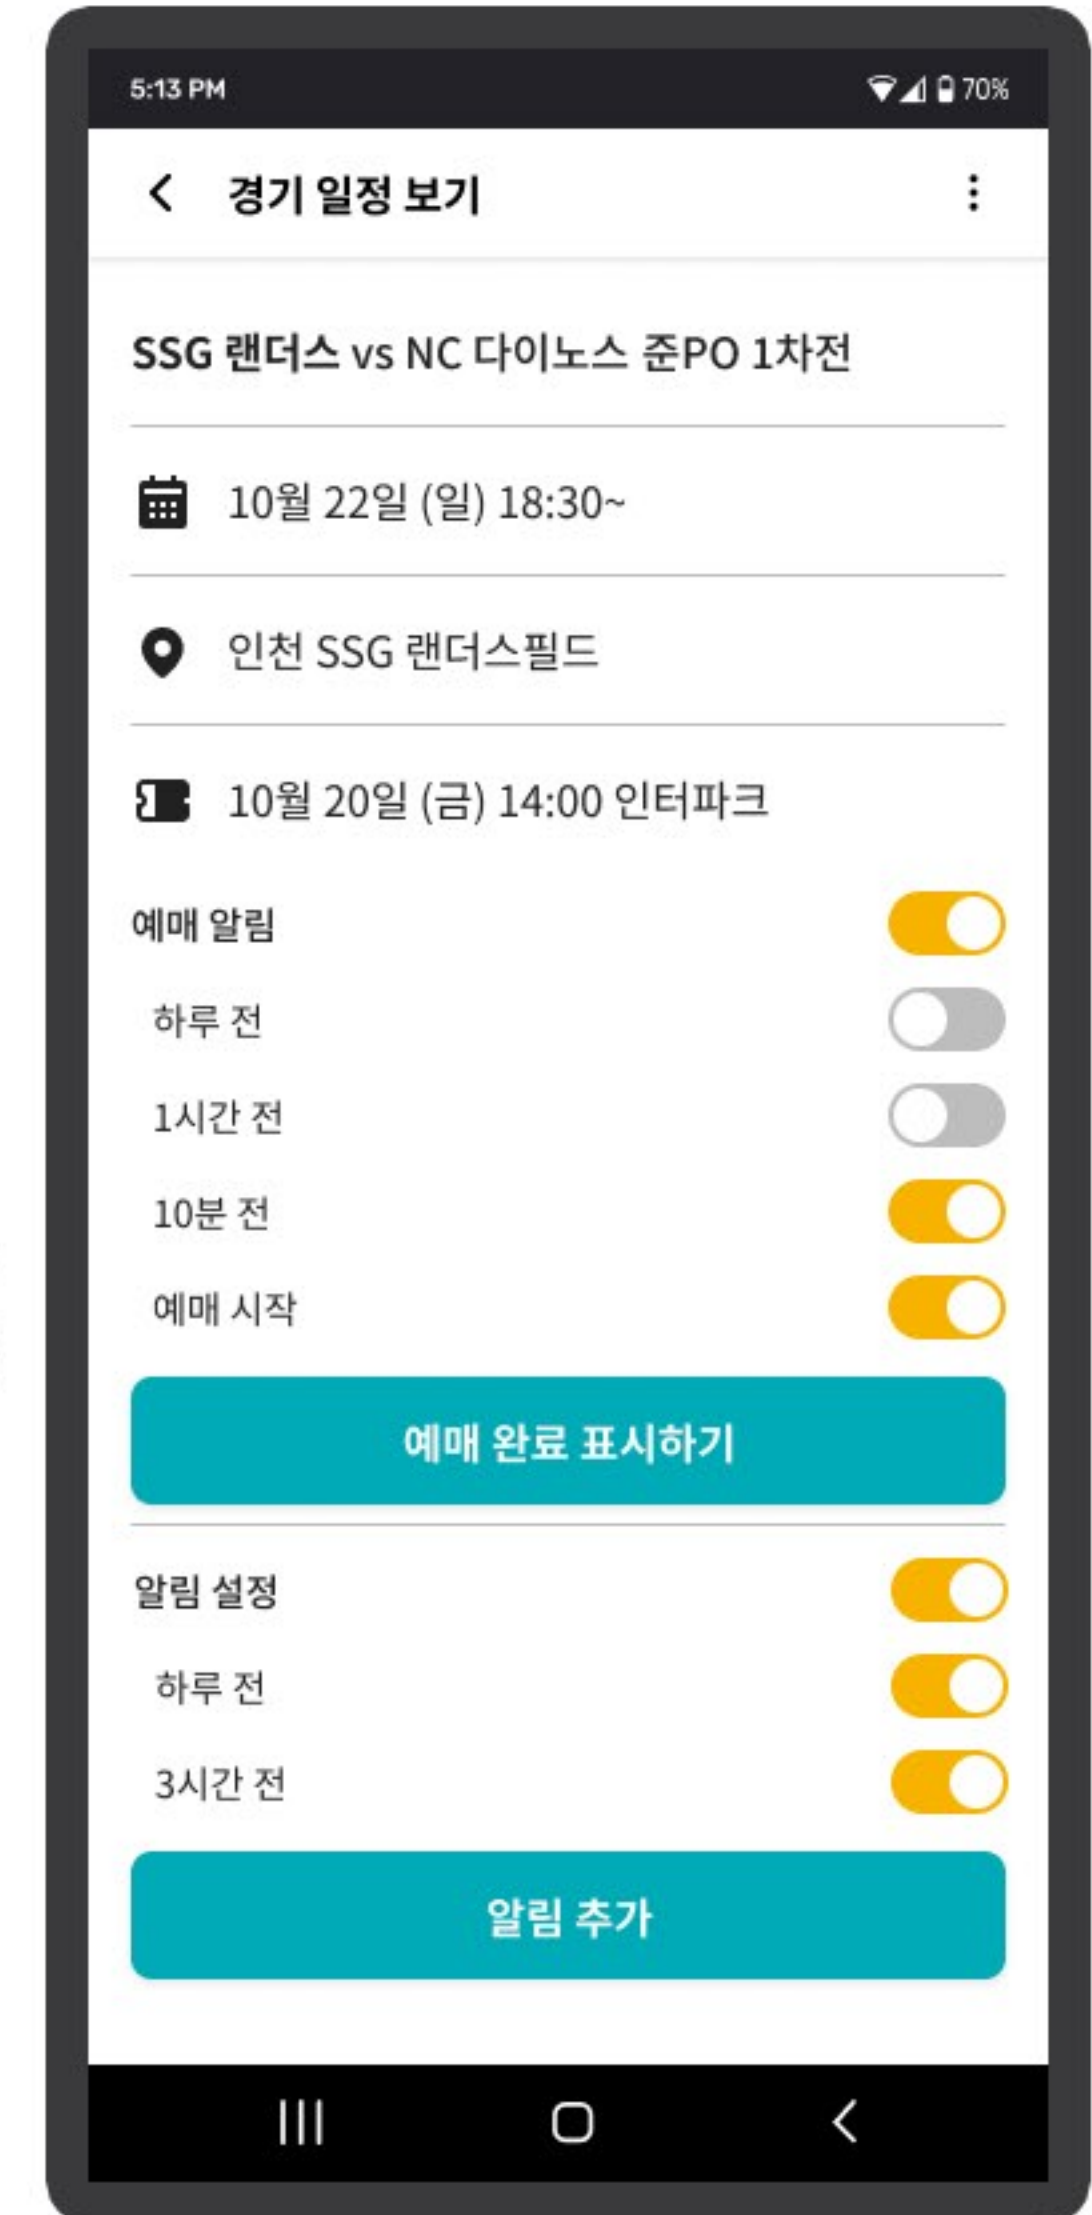 5:13 PM 70%
경기 일정 보기
SSG 랜더스 vs NC 다이노스 준PO 1차전
10월 22일 (일) 18:30~
인천 SSG 랜더스필드
10월 20일 (금) 14:00 인터파크
예매 알림
하루 전
1시간 전
10분 전
예매 시작
예매 완료 표시하기
알림 설정
하루 전
3시간 전
알림 추가